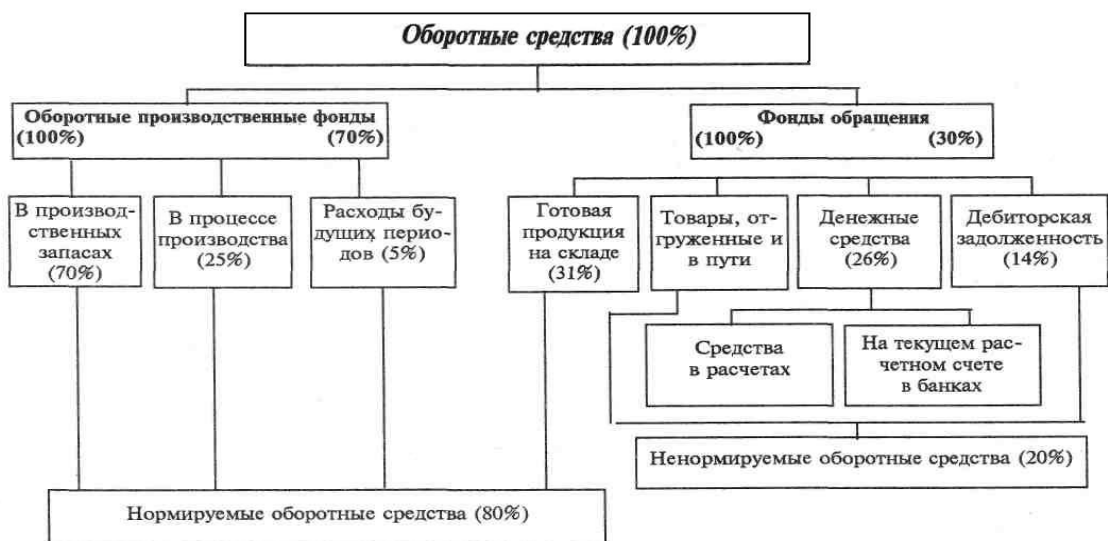 Оборотные средства (100%)
Оборотные производственные фонды
(100%) (70%)
Фонды обращения
(100%) (30%)
В производ-
ственных
запасах
(70%)
В процессе
производства
(25%)
Расходы бу-
дущих перио-
дов (5%)
Готовая
продукция
на складе
(31%)
Товары, от-
груженные и
в пути
Денежные
средства
(26%)
Дебиторская
задолженность
(14%)
Средства
в расчетах
На текущем рас-
четном счете
в банках
Ненормируемые оборотные средства (20%)
Нормируемые оборотные средства (80%)